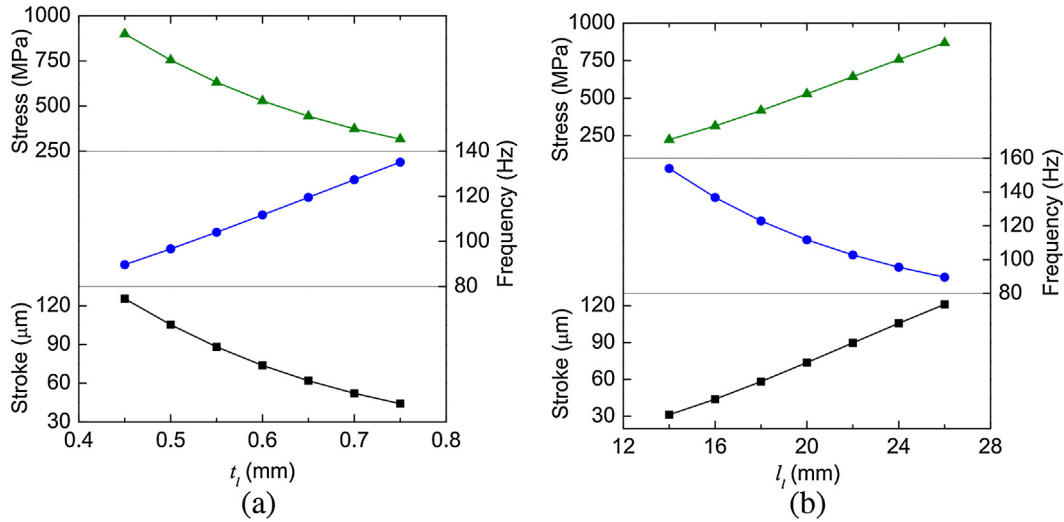 1000
750
500
250
Stress (MPa)
140
120
100
80
Frequency (Hz)
120
90
60
30
Stroke (μm)
0.4 0.5 0.6 0.7 0.8
t_l (mm)
(a)
1000
750
500
250
Stress (MPa)
160
140
120
100
80
Frequency (Hz)
120
90
60
30
Stroke (μm)
12 16 20 24 28
l_l (mm)
(b)